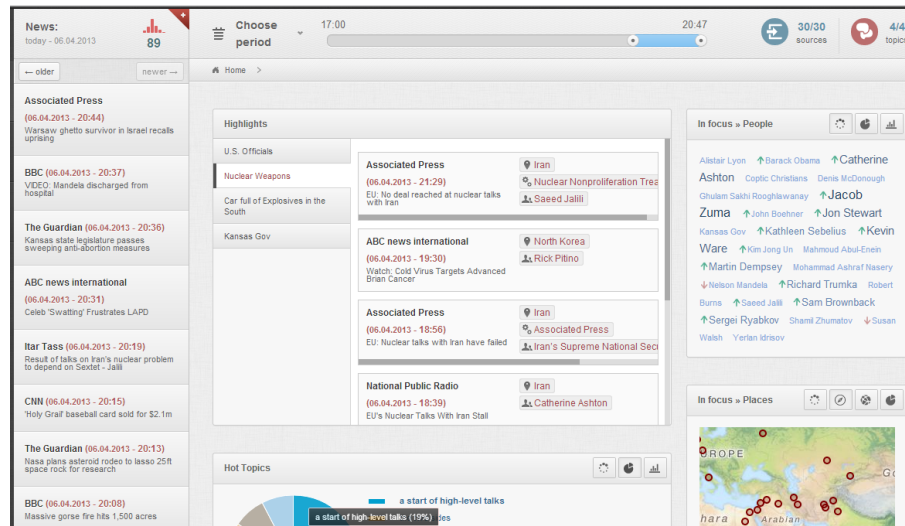 News:
today - 06.04.2013
89
Choose period
17:00
20:47
30/30
sources
4/4
← older
newer →
Home >
Associated Press
(06.04.2013 - 20:44)
Warsaw ghetto survivor in Israel recalls
uprising
BBC (06.04.2013 - 20:37)
VIDEO: Mandela discharged from
hospital
The Guardian (06.04.2013 - 20:36)
Kansas state legislature passes
sweeping anti-abortion measures
ABC news international
(06.04.2013 - 20:31)
Celeb 'Swatting' Frustrates LAPD
Itar Tass (06.04.2013 - 20:19)
Result of talks on Iran's nuclear problem
to depend on Sextet - Jalili
CNN (06.04.2013 - 20:15)
'Holy Grail' baseball card sold for $2.1m
The Guardian (06.04.2013 - 20:13)
Nasa plans asteroid rodeo to lasso 25ft
space rock for research
BBC (06.04.2013 - 20:08)
Massive gorse fire hits 1,500 acres
Highlights
U.S. Officials
Nuclear Weapons
Car full of Explosives in the
South
Kansas Gov
Associated Press
(06.04.2013 - 21:29)
EU: No deal reached at nuclear talks
with Iran
Iran
Nuclear Nonproliferation Trea
Saeed Jalili
ABC news international
(06.04.2013 - 19:30)
Watch: Cold Virus Targets Advanced
Brian Cancer
North Korea
Rick Pitino
Associated Press
(06.04.2013 - 18:56)
EU: Nuclear talks with Iran have failed
Iran
Associated Press
Iran's Supreme National Secu
National Public Radio
(06.04.2013 - 18:39)
EU's Nuclear Talks With Iran Stall
Iran
Catherine Ashton
Hot Topics
a start of high-level talks
a start of high-level talks (19%)
In focus » People
Alistair Lyon ↑Barack Obama ↑Catherine
Ashton Coptic Christians Denis McDonough
Ghulam Sakhi Rooghlawanay ↑Jacob
Zuma ↑John Boehner ↑Jon Stewart
Kansas Gov ↑Kathleen Sebelius ↑Kevin
Ware ↑Kim Jong Un Mahmoud Abul-Enein
↑Martin Dempsey Mohammad Ashraf Nasery
↓Nelson Mandela ↑Richard Trumka Robert
Burns ↑Saeed Jalili ↑Sam Brownback
↑Sergei Ryabkov Shamil Zhumatov ↓Susan
Walsh Yerlan Idrisov
In focus » Places
Arabian